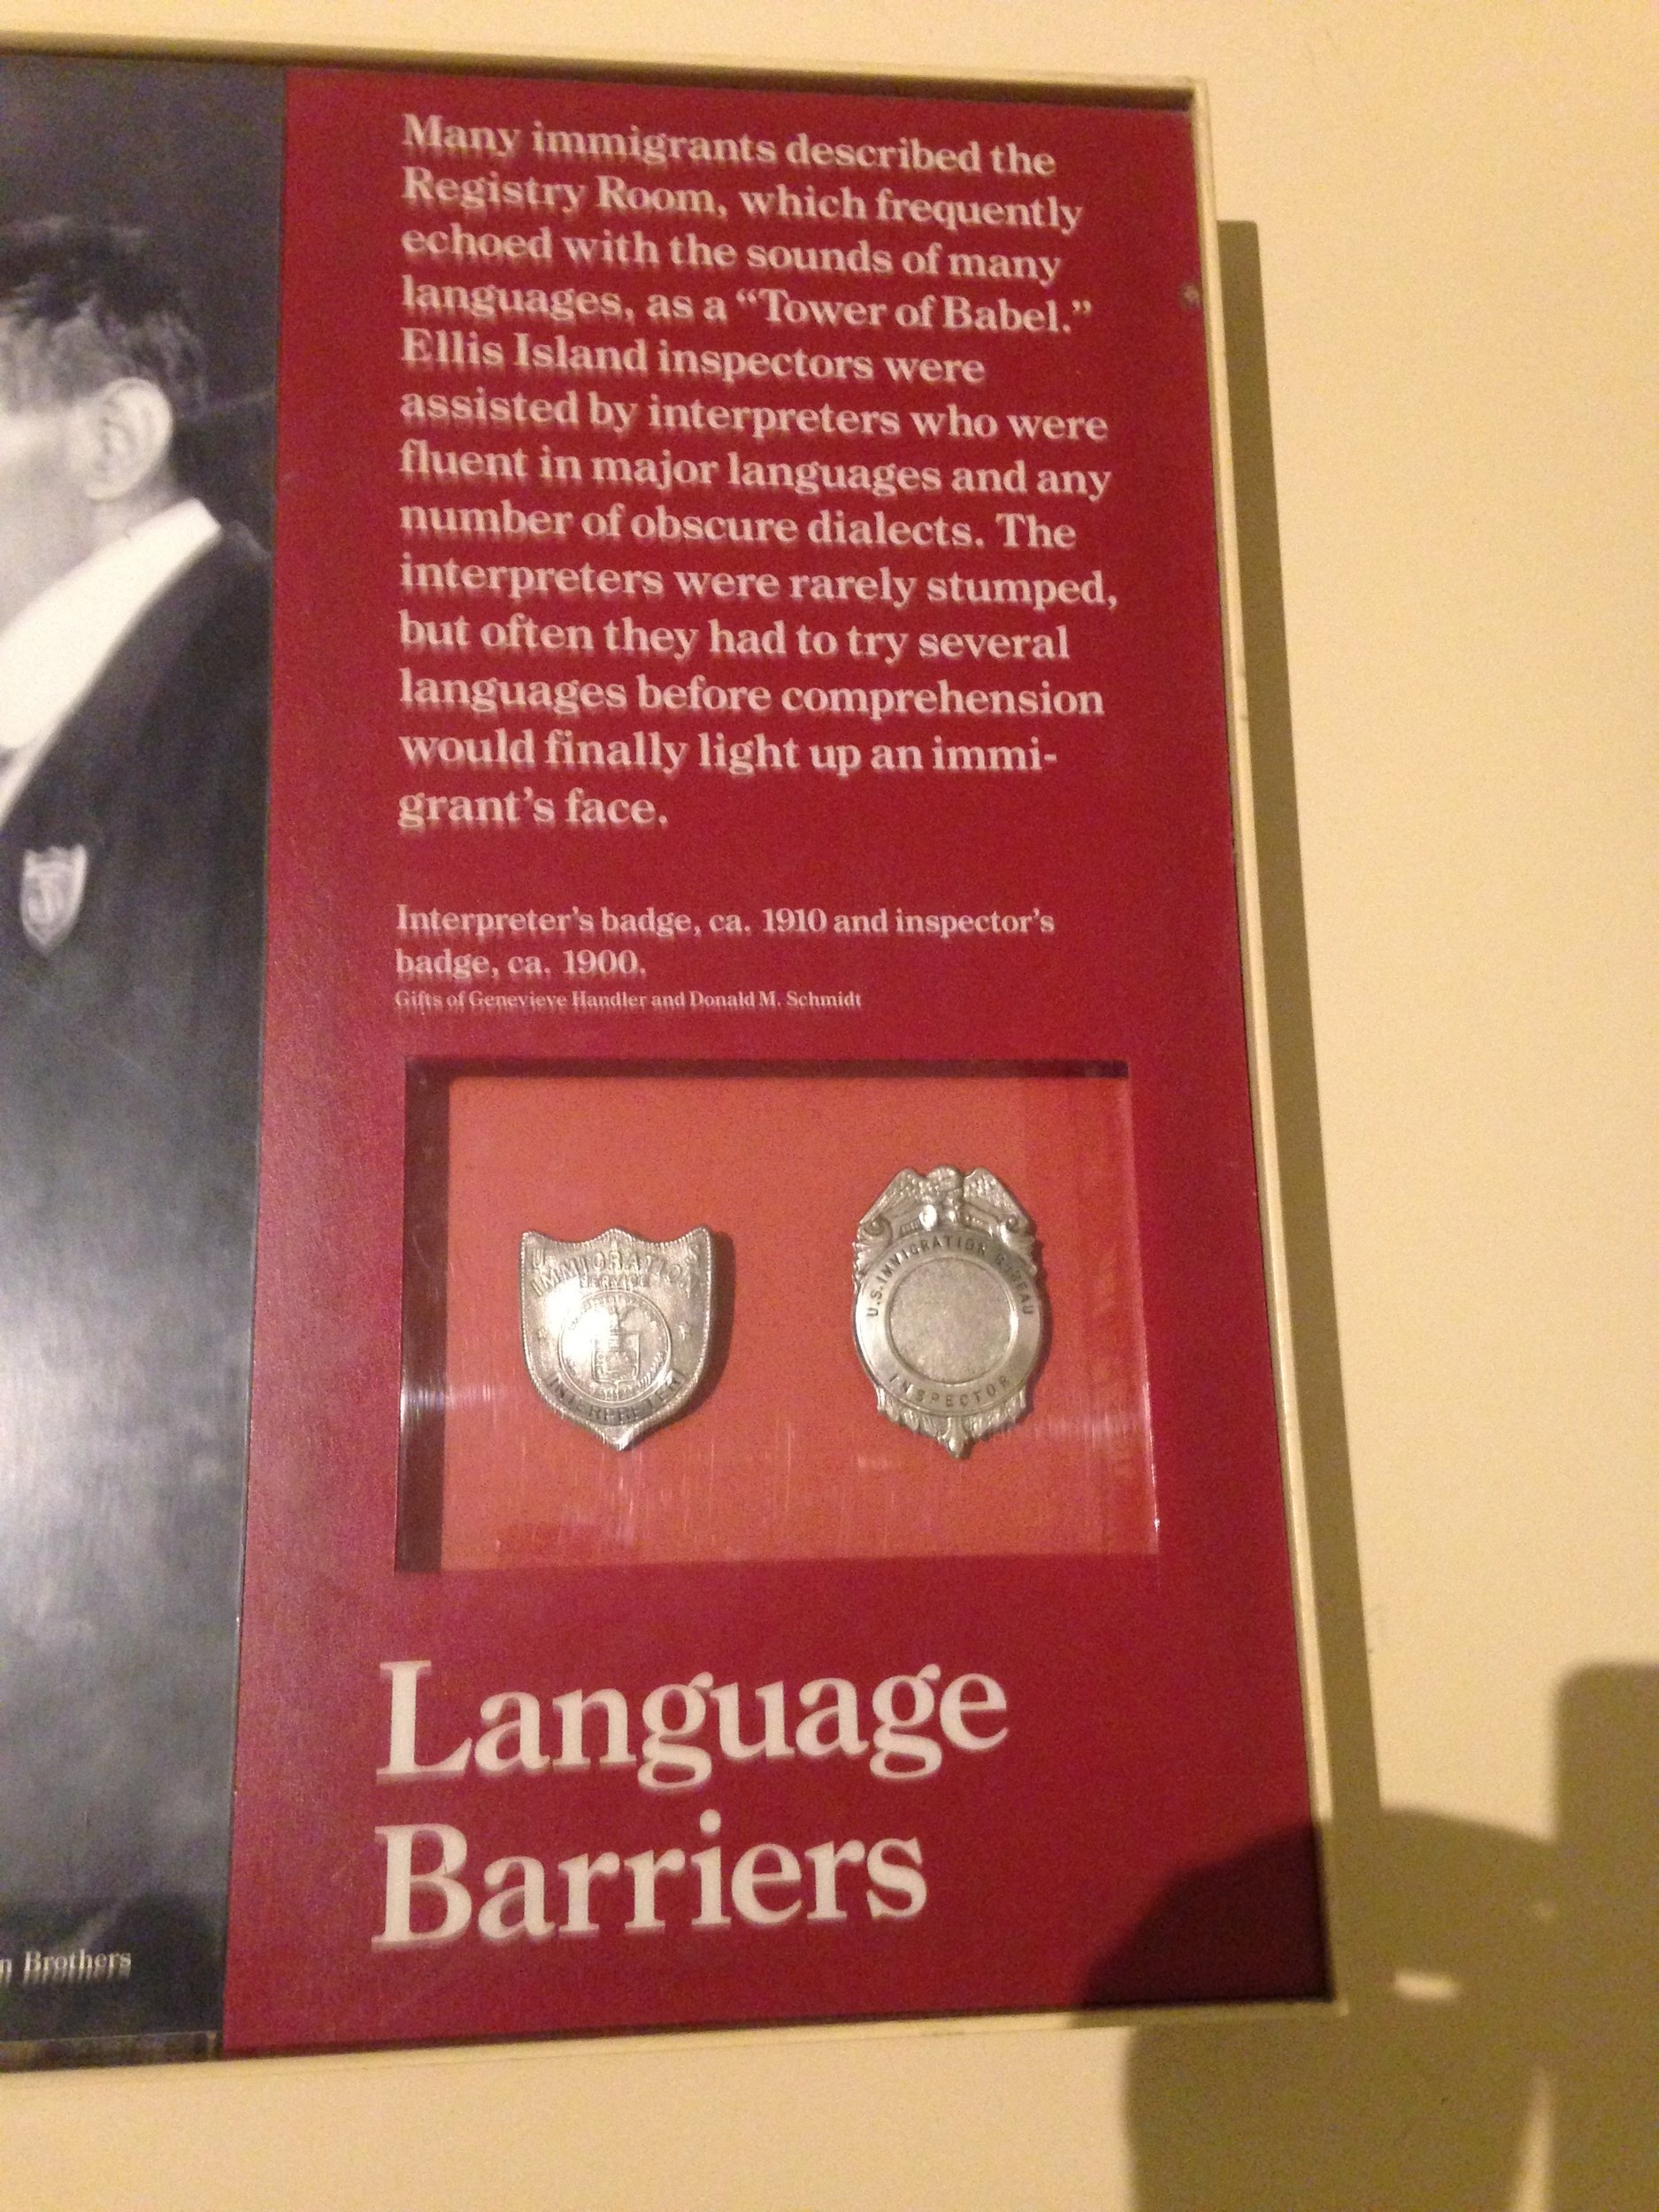 Many immigrants described the
Registry Room, which frequently
echoed with the sounds of many
languages, as a “Tower of Babel.”
Ellis Island inspectors were
assisted by interpreters who were
fluent in major languages and any
number of obscure dialects. The
interpreters were rarely stumped,
but often they had to try several
languages before comprehension
would finally light up an immi-
grant’s face.
Interpreter’s badge, ca. 1910 and inspector’s
badge, ca. 1900.
Gifts of Genevieve Handler and Donald M. Schmidt
U S
IMMIGRATION
SERVICE
INTERPRETER
U.S. IMMIGRATION BUREAU
INSPECTOR
Language
Barriers
n Brothers